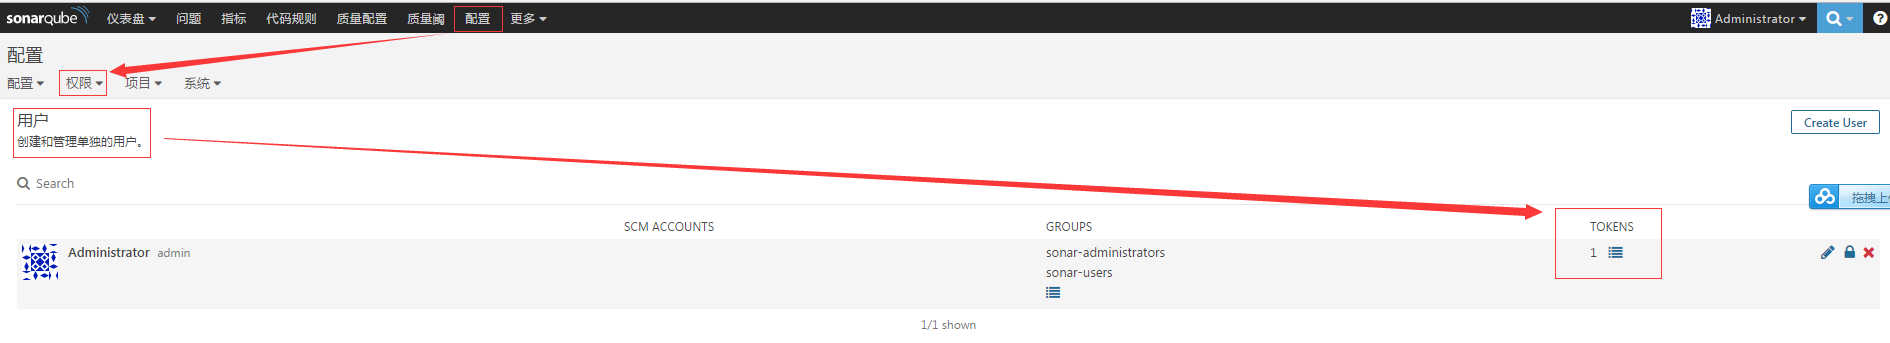 sonarqube 仪表盘 问题 指标 代码规则 质量配置 质量阈 配置 更多 Administrator ?
配置
配置 权限 项目 系统
用户
创建和管理单独的用户。
Create User
Search
拖拽上
SCM ACCOUNTS GROUPS TOKENS
Administrator admin sonar-administrators 1
sonar-users
1/1 shown